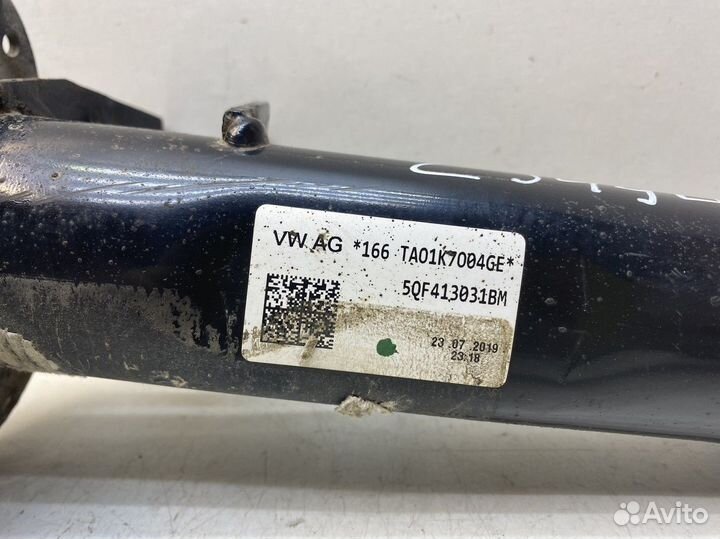 VW AG *166 TA01K7004GE*
5QF413031BM
23.07.2019
23:18
Avito